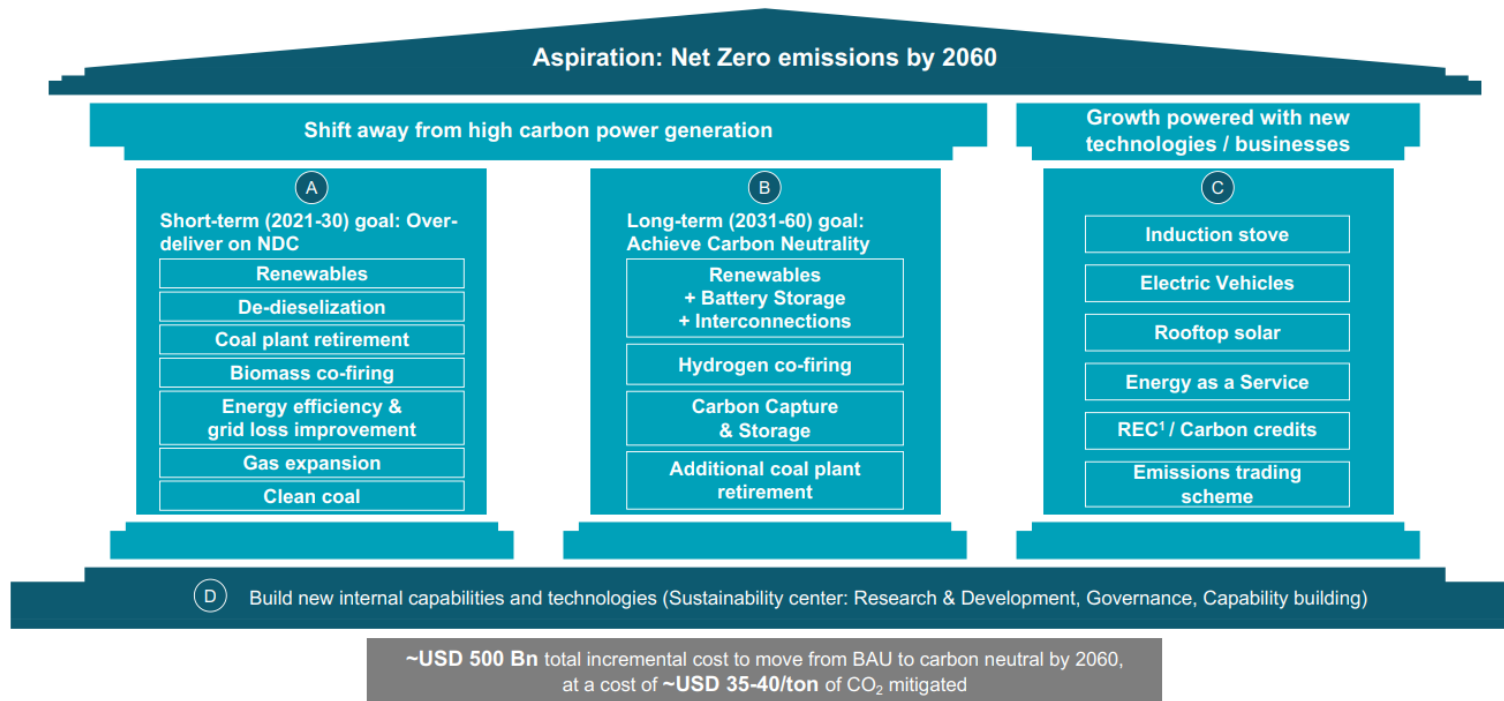 Aspiration: Net Zero emissions by 2060
Shift away from high carbon power generation
Growth powered with new
technologies / businesses
A
Short-term (2021-30) goal: Over-
deliver on NDC
Renewables
De-dieselization
Coal plant retirement
Biomass co-firing
Energy efficiency &
grid loss improvement
Gas expansion
Clean coal
B
Long-term (2031-60) goal:
Achieve Carbon Neutrality
Renewables
+ Battery Storage
+ Interconnections
Hydrogen co-firing
Carbon Capture
& Storage
Additional coal plant
retirement
C
Induction stove
Electric Vehicles
Rooftop solar
Energy as a Service
REC¹ / Carbon credits
Emissions trading
scheme
D Build new internal capabilities and technologies (Sustainability center: Research & Development, Governance, Capability building)
~USD 500 Bn total incremental cost to move from BAU to carbon neutral by 2060,
at a cost of ~USD 35-40/ton of CO₂ mitigated